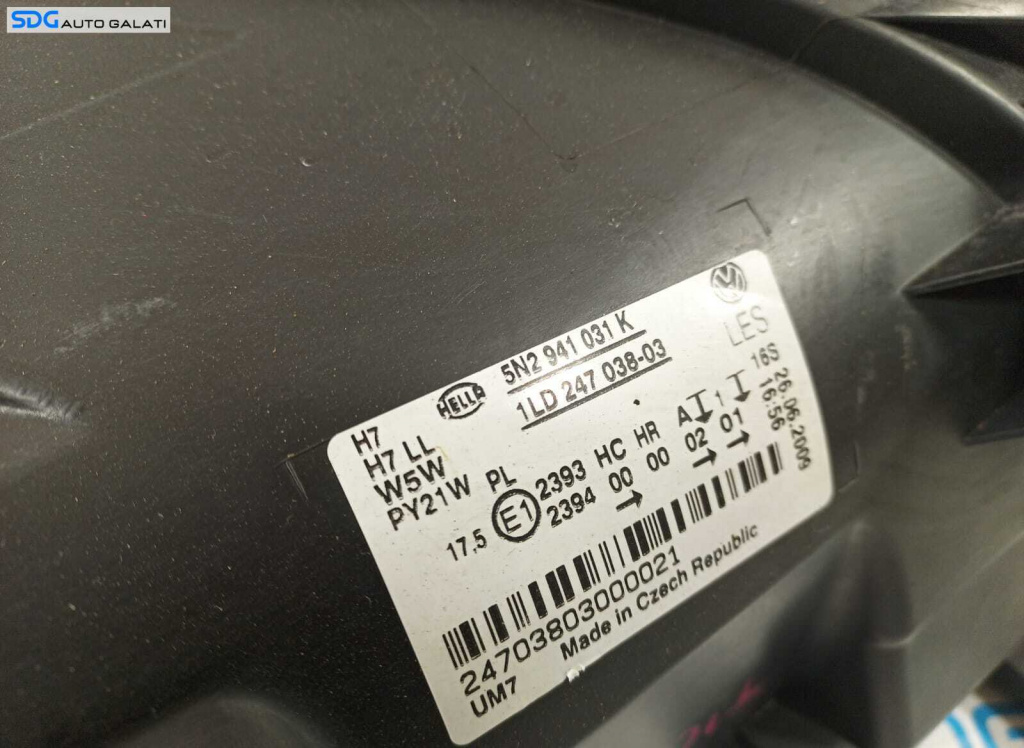 SDG AUTO GALATI
5N2 941 031 K
HELLA 1LD 247 038-03
LES
H7
H7 LL
W5W
PY21W PL
17.5 E1 2393 HC HR A 1
2394 00 00 02 01
16S 26.06.2009
16:56
24703803000021
UM7 Made in Czech Republic